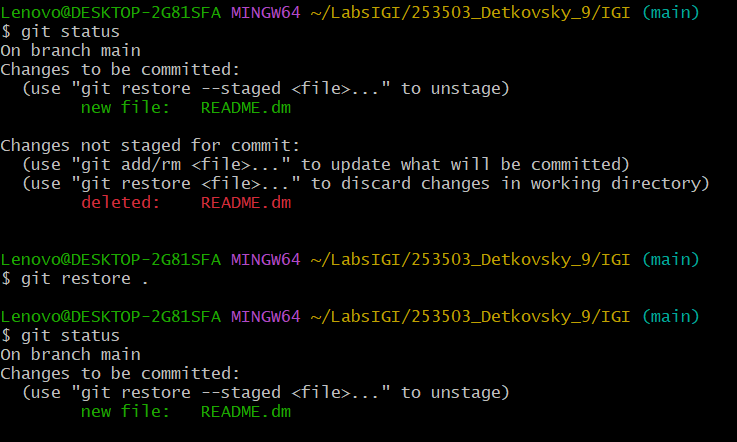 Lenovo@DESKTOP-2G81SFA MINGW64 ~/LabsIGI/253503_Detkovsky_9/IGI (main)
$ git status
On branch main
Changes to be committed:
  (use "git restore --staged <file>..." to unstage)
        new file:   README.dm

Changes not staged for commit:
  (use "git add/rm <file>..." to update what will be committed)
  (use "git restore <file>..." to discard changes in working directory)
        deleted:    README.dm

Lenovo@DESKTOP-2G81SFA MINGW64 ~/LabsIGI/253503_Detkovsky_9/IGI (main)
$ git restore .

Lenovo@DESKTOP-2G81SFA MINGW64 ~/LabsIGI/253503_Detkovsky_9/IGI (main)
$ git status
On branch main
Changes to be committed:
  (use "git restore --staged <file>..." to unstage)
        new file:   README.dm